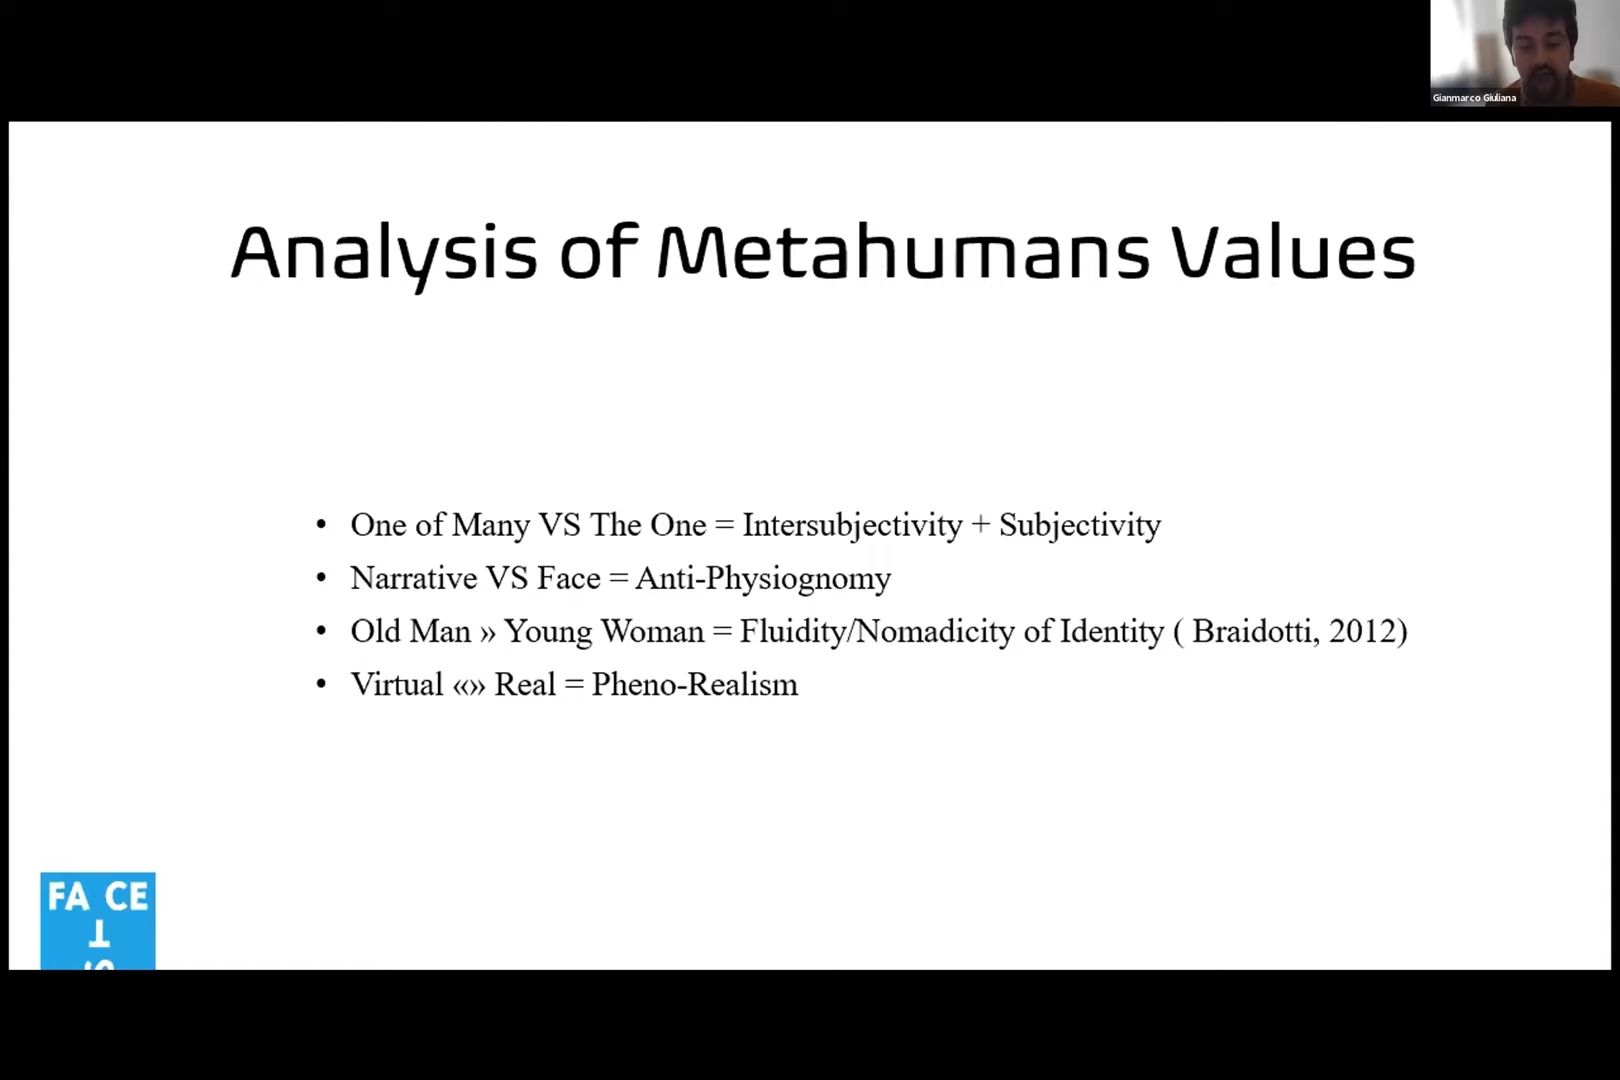 Gianmarco Giuliana
Analysis of Metahumans Values
• One of Many VS The One = Intersubjectivity + Subjectivity
• Narrative VS Face = Anti-Physiognomy
• Old Man » Young Woman = Fluidity/Nomadicity of Identity ( Braidotti, 2012)
• Virtual «» Real = Pheno-Realism
FA CE
T
S